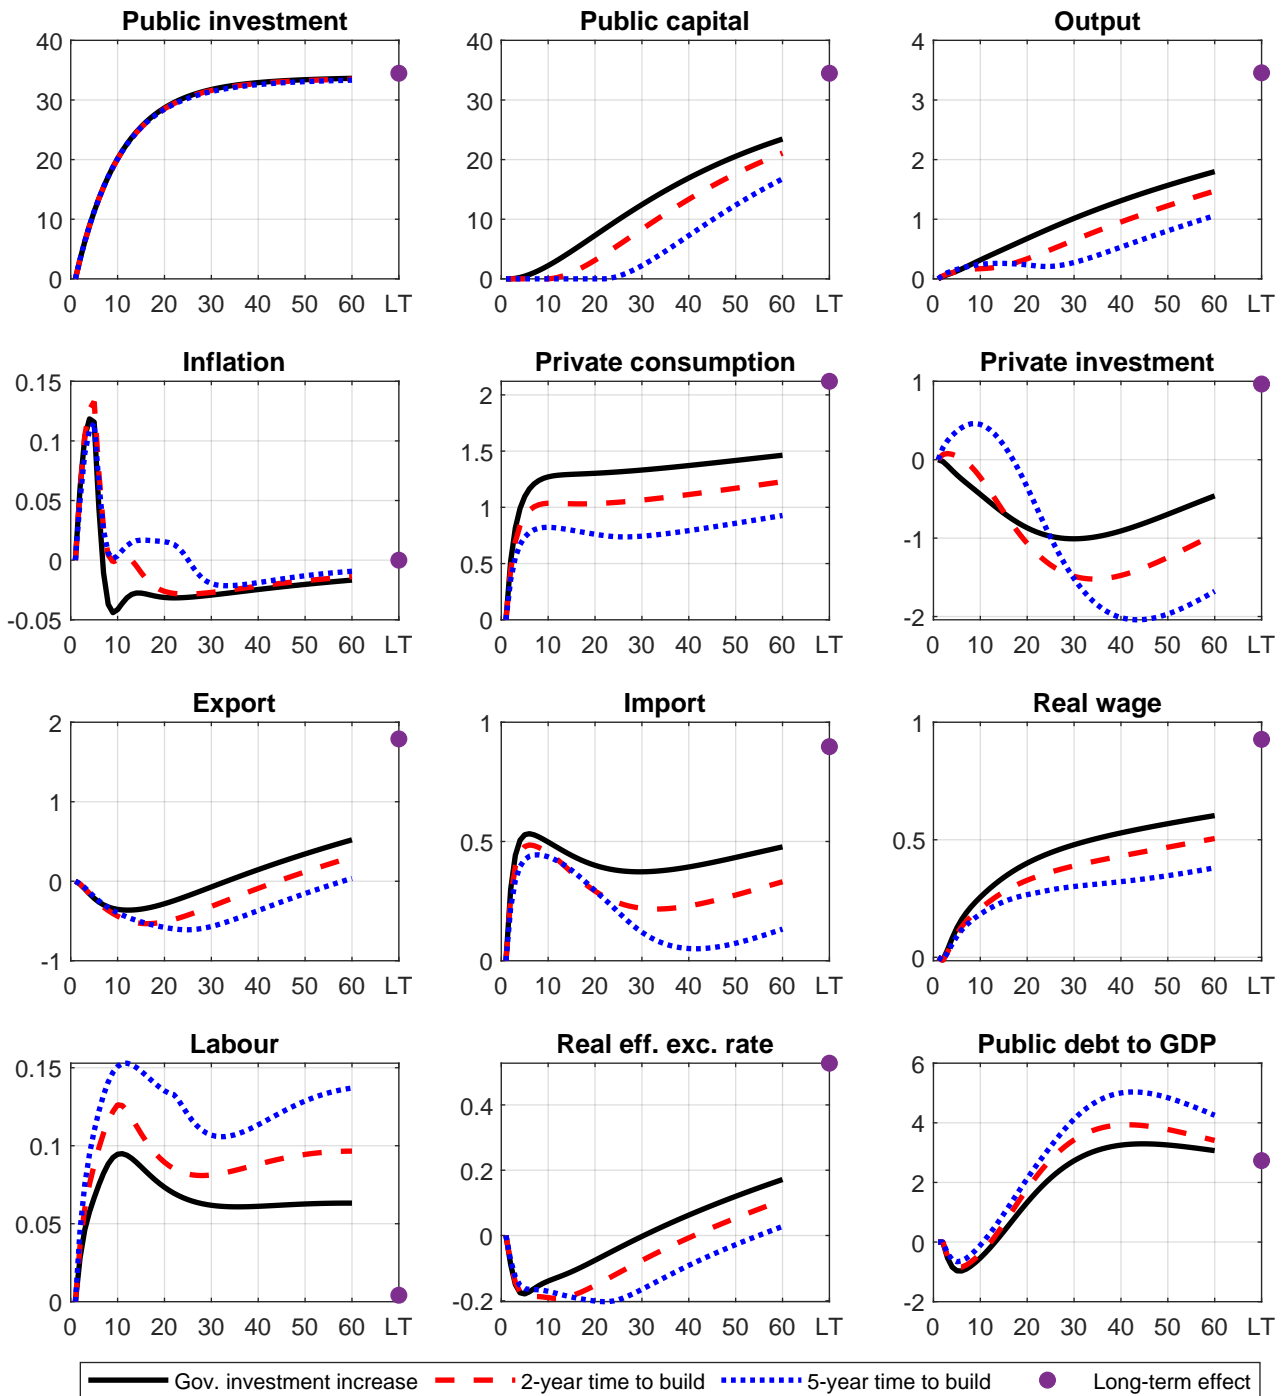 Public investment
40
30
20
10
0
0 10 20 30 40 50 60 LT
Public capital
40
30
20
10
0
0 10 20 30 40 50 60 LT
Output
4
3
2
1
0
0 10 20 30 40 50 60 LT
Inflation
0.15
0.1
0.05
0
-0.05
0 10 20 30 40 50 60 LT
Private consumption
2
1.5
1
0.5
0
0 10 20 30 40 50 60 LT
Private investment
1
0
-1
-2
0 10 20 30 40 50 60 LT
Export
2
1
0
-1
0 10 20 30 40 50 60 LT
Import
1
0.5
0
0 10 20 30 40 50 60 LT
Real wage
1
0.5
0
0 10 20 30 40 50 60 LT
Labour
0.15
0.1
0.05
0
0 10 20 30 40 50 60 LT
Real eff. exc. rate
0.4
0.2
0
-0.2
0 10 20 30 40 50 60 LT
Public debt to GDP
6
4
2
0
-2
0 10 20 30 40 50 60 LT
Gov. investment increase 2-year time to build 5-year time to build Long-term effect